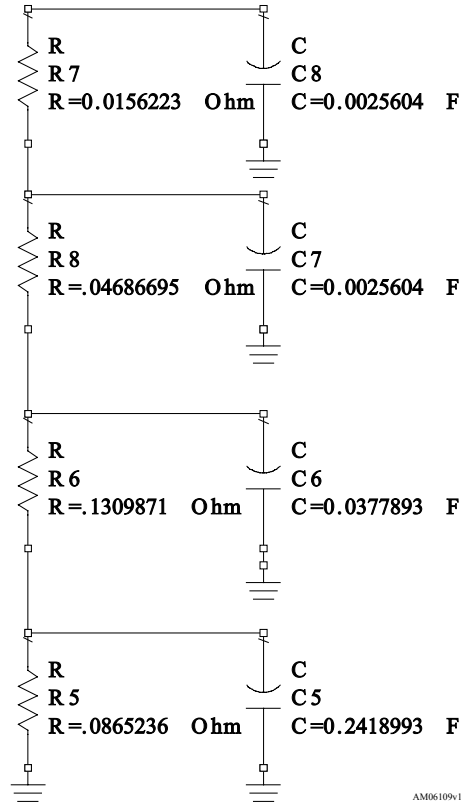 R
R7
R=0.0156223 Ohm
C
C8
C=0.0025604 F
R
R8
R=.04686695 Ohm
C
C7
C=0.0025604 F
R
R6
R=.1309871 Ohm
C
C6
C=0.0377893 F
R
R5
R=.0865236 Ohm
C
C5
C=0.2418993 F
AM06109v1